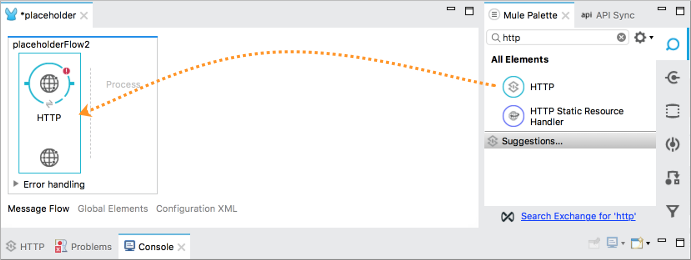 *placeholder
Mule Palette
API Sync
placeholderFlow2
Process
HTTP
Error handling
Message Flow Global Elements Configuration XML
http
All Elements
HTTP
HTTP Static Resource
Handler
Suggestions...
Search Exchange for 'http'
HTTP
Problems
Console